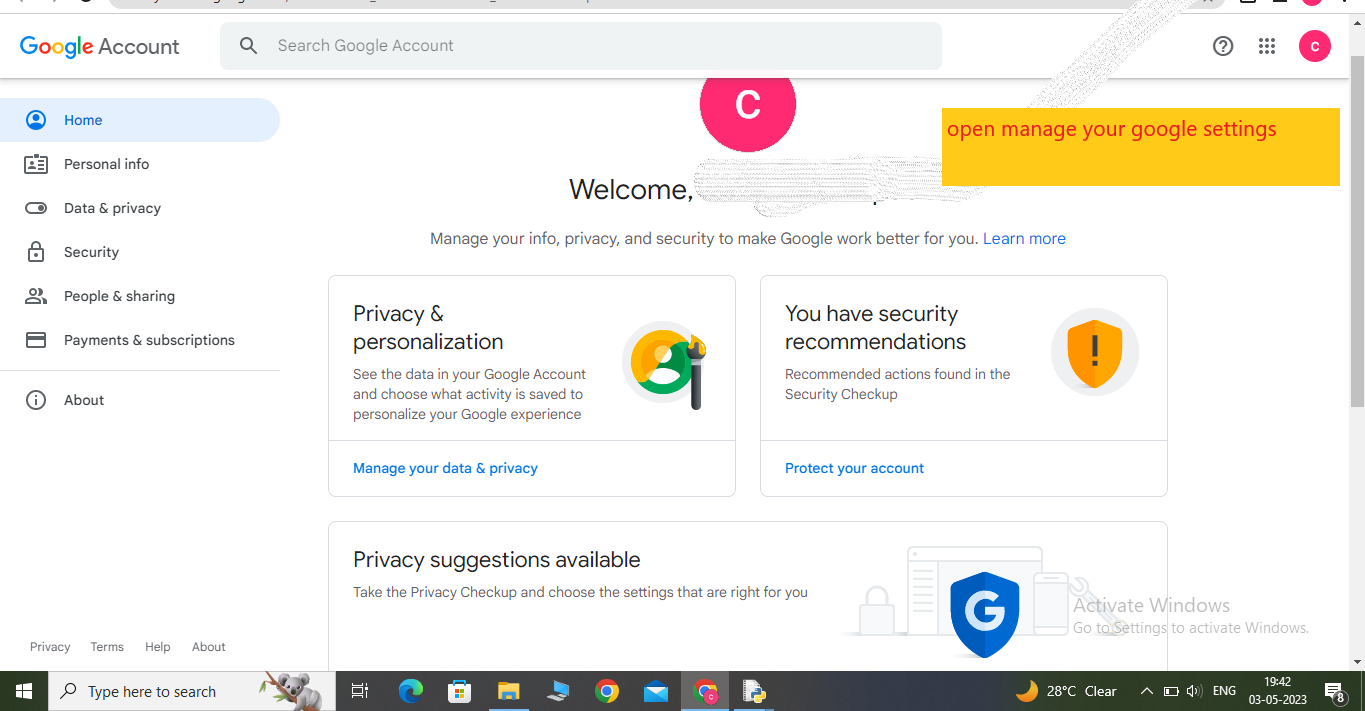 Google Account
Search Google Account
C
Home
Personal info
Data & privacy
Security
People & sharing
Payments & subscriptions
About
C
open manage your google settings
Welcome,
Manage your info, privacy, and security to make Google work better for you. Learn more
Privacy &
personalization
See the data in your Google Account
and choose what activity is saved to
personalize your Google experience
Manage your data & privacy
You have security
recommendations
Recommended actions found in the
Security Checkup
Protect your account
Privacy suggestions available
Take the Privacy Checkup and choose the settings that are right for you
G
Activate Windows
Go to Settings to activate Windows.
Privacy Terms Help About
Type here to search
28°C Clear
ENG
19:42
03-05-2023
8